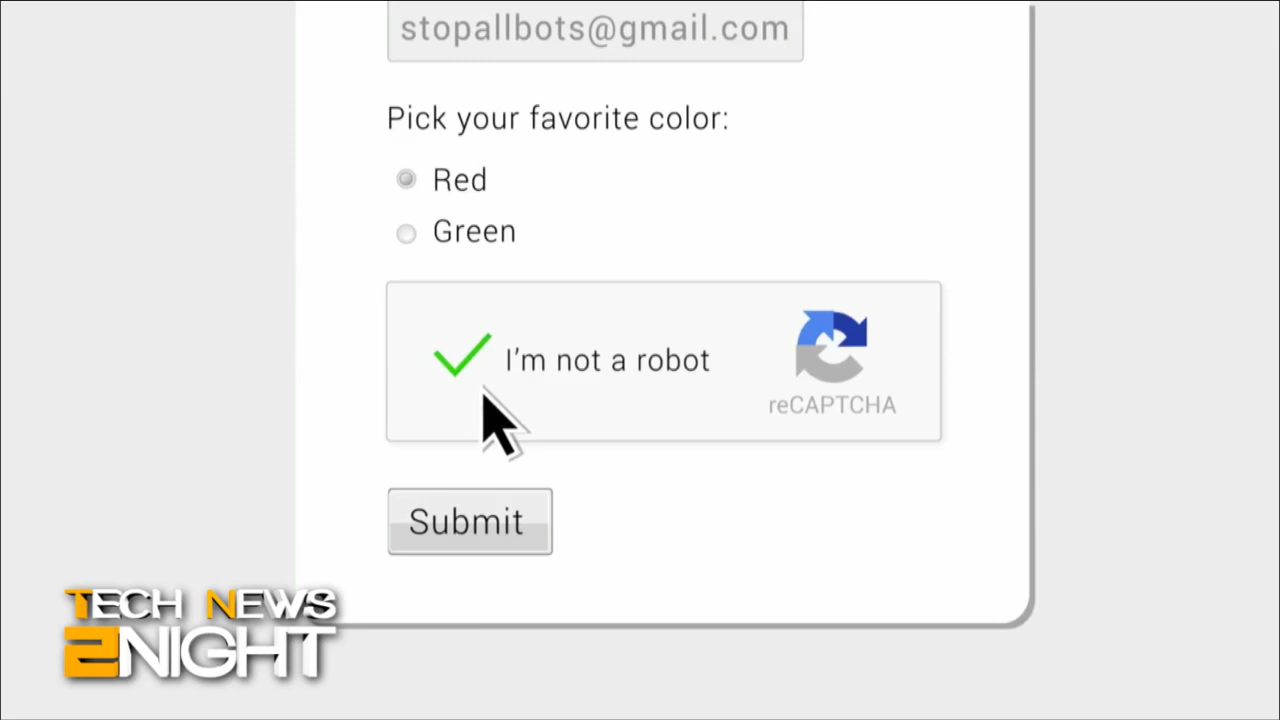 stopallbots@gmail.com
Pick your favorite color:
Red
Green
I'm not a robot
reCAPTCHA
Submit
TECH NEWS
2NIGHT